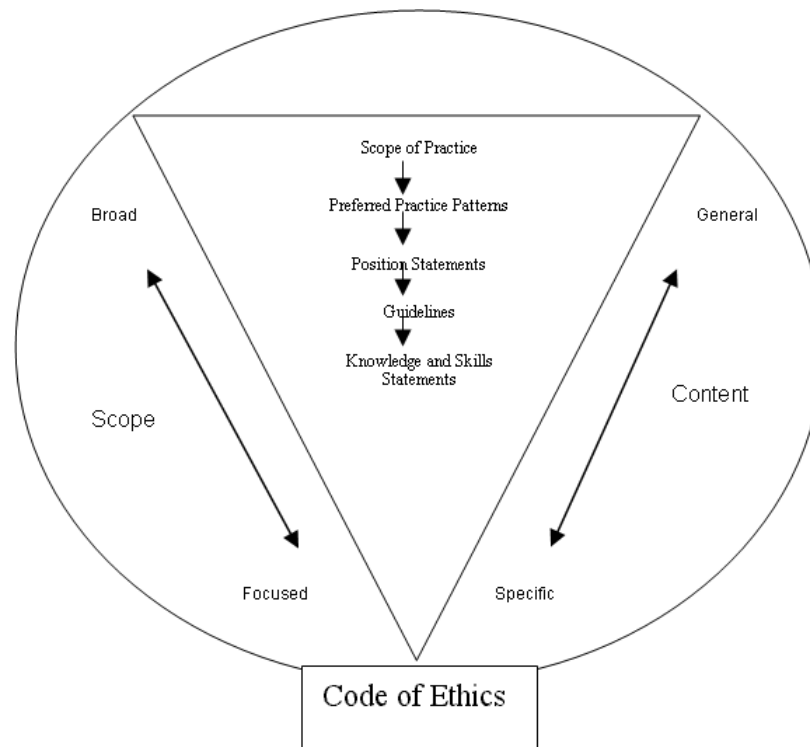 Scope of Practice
Preferred Practice Patterns
Broad
General
Position Statements
Guidelines
Knowledge and Skills
Statements
Content
Scope
Focused
Specific
Code of Ethics